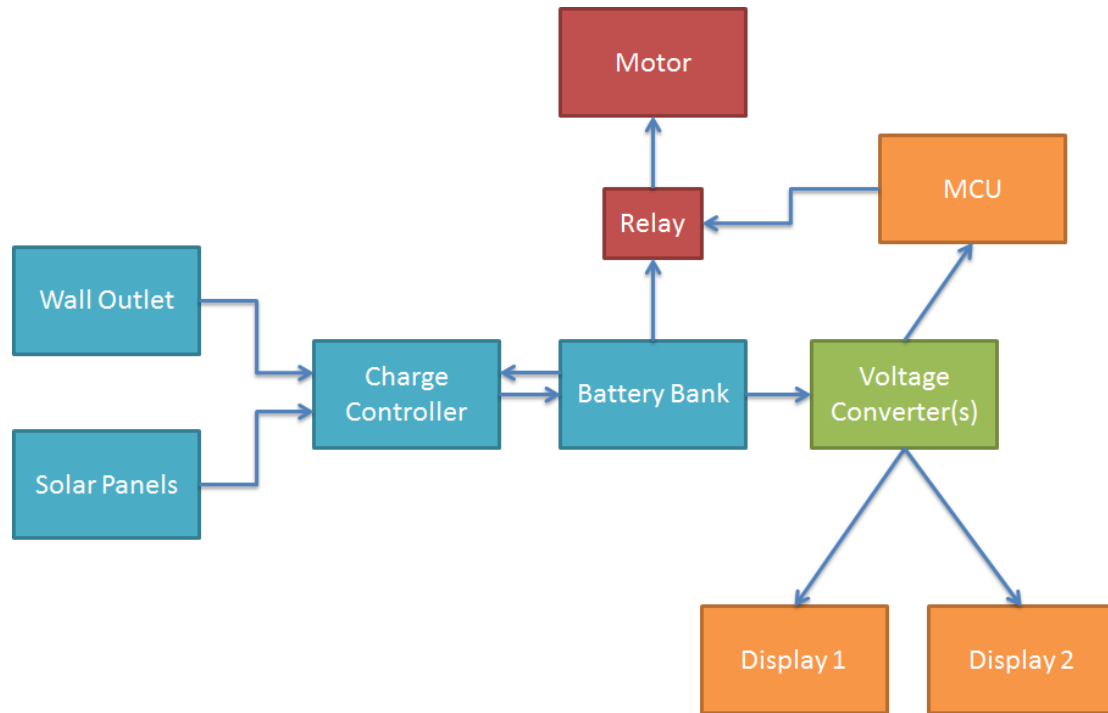 Motor
MCU
Relay
Wall Outlet
Charge
Controller
Battery Bank
Voltage
Converter(s)
Solar Panels
Display 1
Display 2